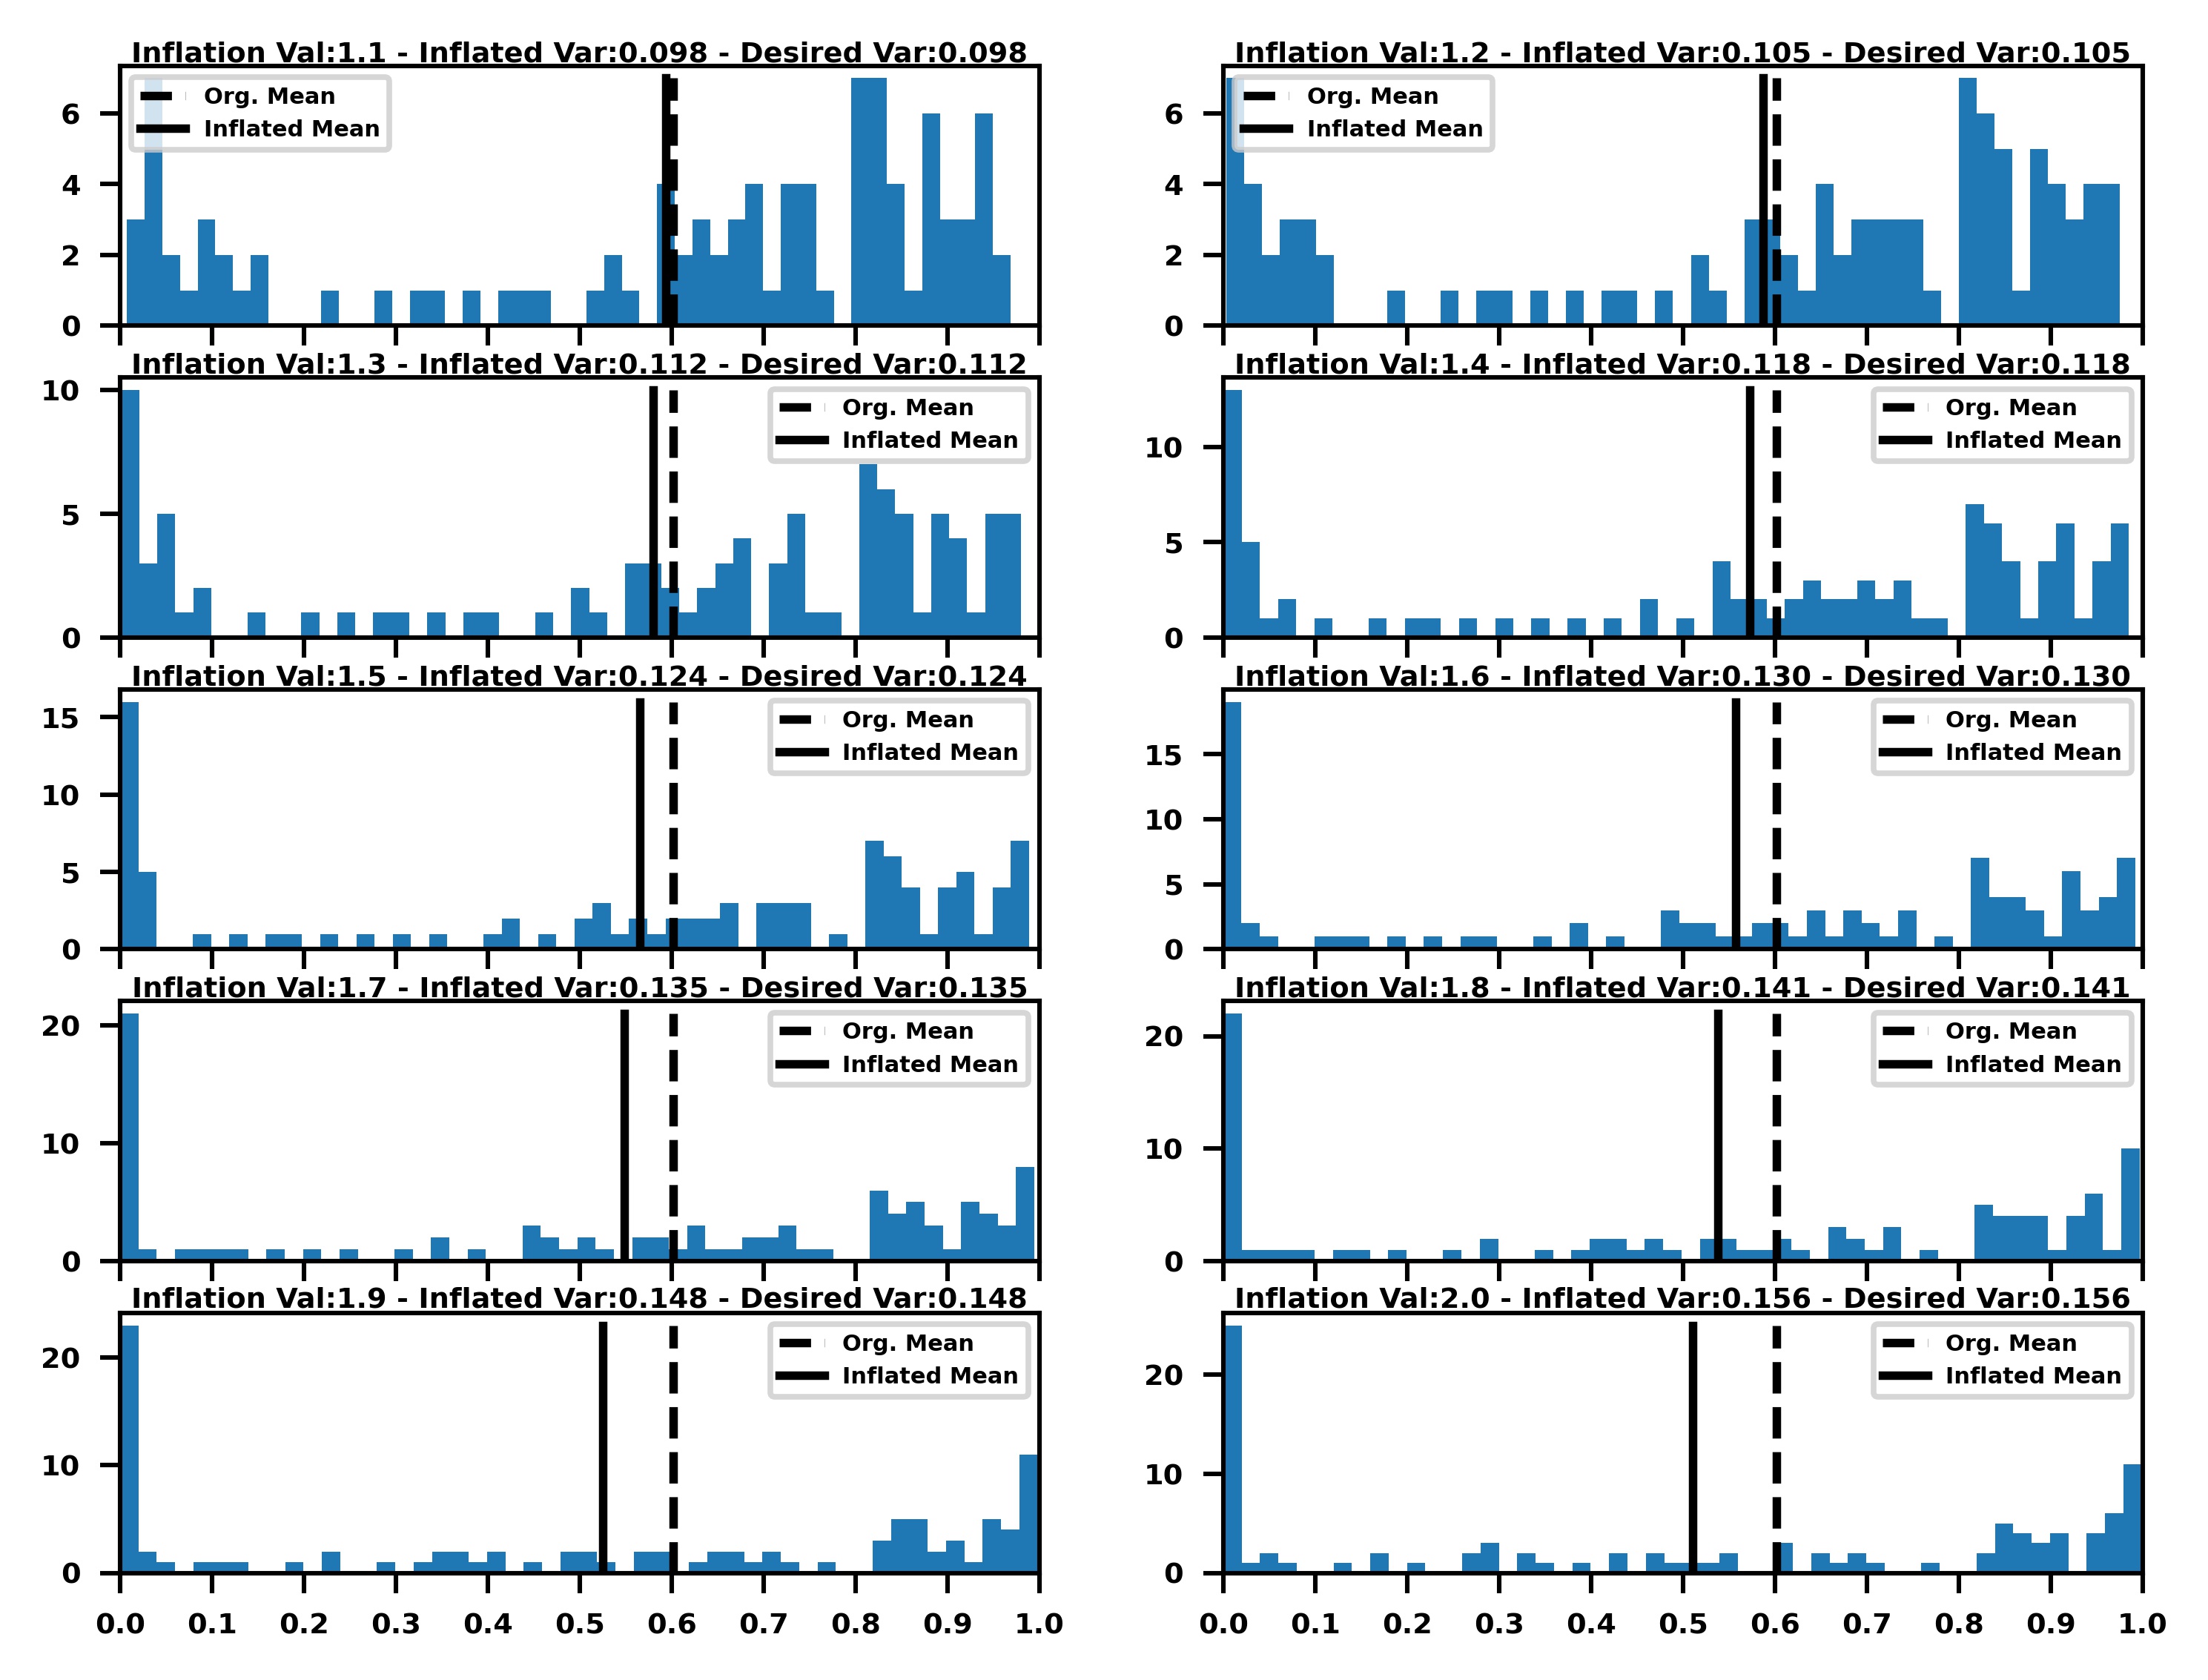 Inflation Val:1.1 - Inflated Var:0.098 - Desired Var:0.098
Org. Mean
Inflated Mean
6
4
2
0
Inflation Val:1.2 - Inflated Var:0.105 - Desired Var:0.105
Org. Mean
Inflated Mean
6
4
2
0
Inflation Val:1.3 - Inflated Var:0.112 - Desired Var:0.112
Org. Mean
Inflated Mean
10
5
0
Inflation Val:1.4 - Inflated Var:0.118 - Desired Var:0.118
Org. Mean
Inflated Mean
10
5
0
Inflation Val:1.5 - Inflated Var:0.124 - Desired Var:0.124
Org. Mean
Inflated Mean
15
10
5
0
Inflation Val:1.6 - Inflated Var:0.130 - Desired Var:0.130
Org. Mean
Inflated Mean
15
10
5
0
Inflation Val:1.7 - Inflated Var:0.135 - Desired Var:0.135
Org. Mean
Inflated Mean
20
10
0
Inflation Val:1.8 - Inflated Var:0.141 - Desired Var:0.141
Org. Mean
Inflated Mean
20
10
0
Inflation Val:1.9 - Inflated Var:0.148 - Desired Var:0.148
Org. Mean
Inflated Mean
20
10
0
0.0 0.1 0.2 0.3 0.4 0.5 0.6 0.7 0.8 0.9 1.0
Inflation Val:2.0 - Inflated Var:0.156 - Desired Var:0.156
Org. Mean
Inflated Mean
20
10
0
0.0 0.1 0.2 0.3 0.4 0.5 0.6 0.7 0.8 0.9 1.0